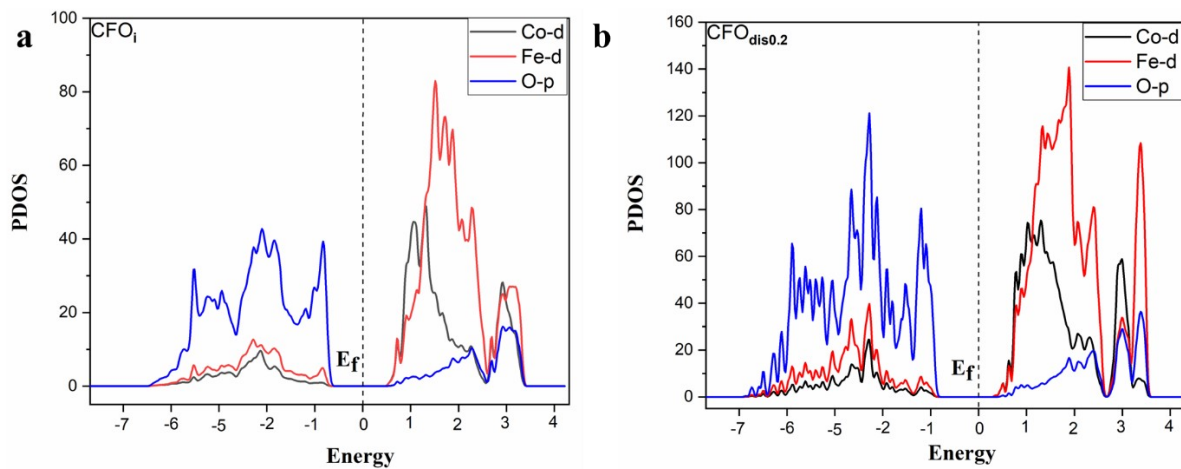 a
CFOi
Co-d
Fe-d
O-p
PDOS
100
80
60
40
20
0
Ef
-7 -6 -5 -4 -3 -2 -1 0 1 2 3 4
Energy
b
CFOdis0.2
Co-d
Fe-d
O-p
PDOS
160
140
120
100
80
60
40
20
0
Ef
-7 -6 -5 -4 -3 -2 -1 0 1 2 3 4
Energy